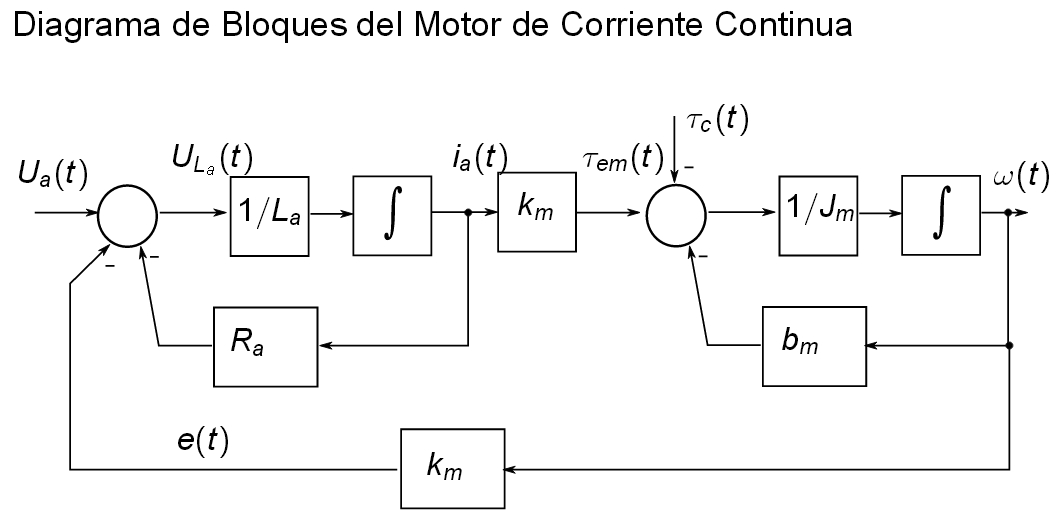 Diagrama de Bloques del Motor de Corriente Continua
τc(t)
Ua(t)
ULa(t)
ia(t)
τem(t)
ω(t)
-
1/La
∫
km
1/Jm
∫
-
-
-
Ra
bm
e(t)
km